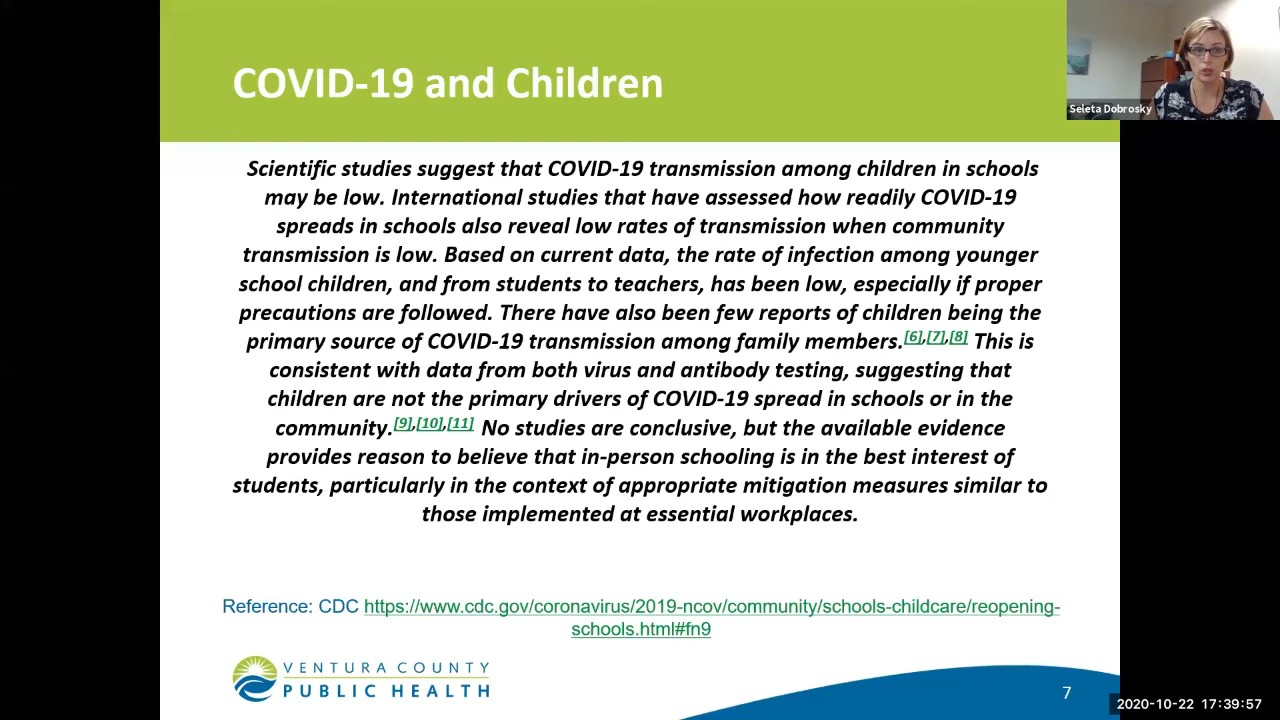 COVID-19 and Children
Seleta Dobrosky
Scientific studies suggest that COVID-19 transmission among children in schools
may be low. International studies that have assessed how readily COVID-19
spreads in schools also reveal low rates of transmission when community
transmission is low. Based on current data, the rate of infection among younger
school children, and from students to teachers, has been low, especially if proper
precautions are followed. There have also been few reports of children being the
primary source of COVID-19 transmission among family members.[6],[7],[8] This is
consistent with data from both virus and antibody testing, suggesting that
children are not the primary drivers of COVID-19 spread in schools or in the
community.[9],[10],[11] No studies are conclusive, but the available evidence
provides reason to believe that in-person schooling is in the best interest of
students, particularly in the context of appropriate mitigation measures similar to
those implemented at essential workplaces.
Reference: CDC https://www.cdc.gov/coronavirus/2019-ncov/community/schools-childcare/reopening-
schools.html#fn9
VENTURA COUNTY
PUBLIC HEALTH
7
2020-10-22 17:39:57